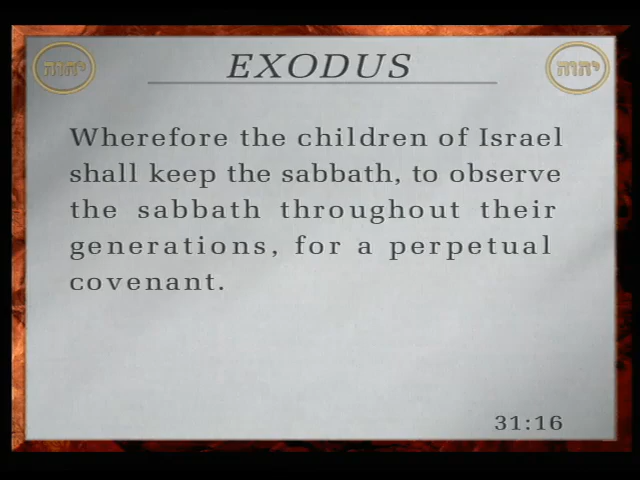 יהוה EXODUS יהוה
Wherefore the children of Israel
shall keep the sabbath, to observe
the sabbath throughout their
generations, for a perpetual
covenant.
31:16